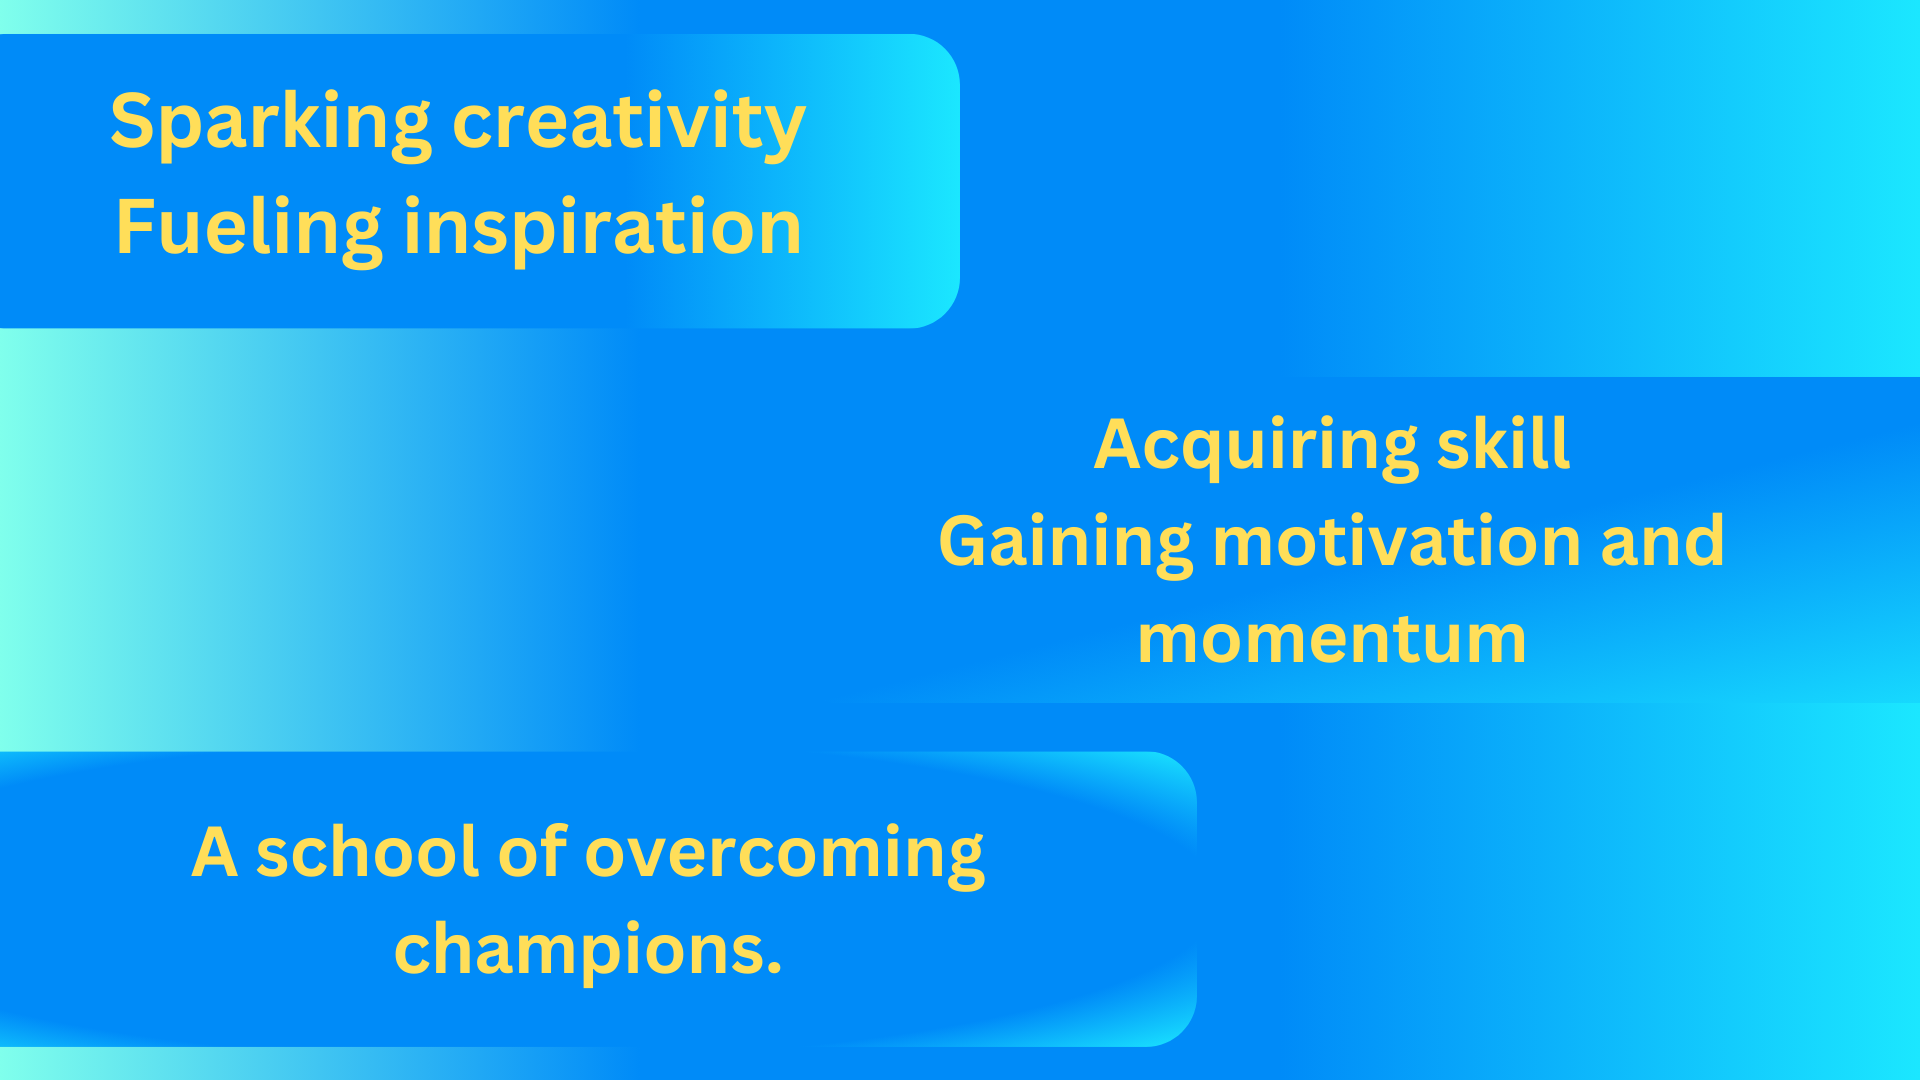 Sparking creativity
Fueling inspiration
Acquiring skill
Gaining motivation and
momentum
A school of overcoming
champions.